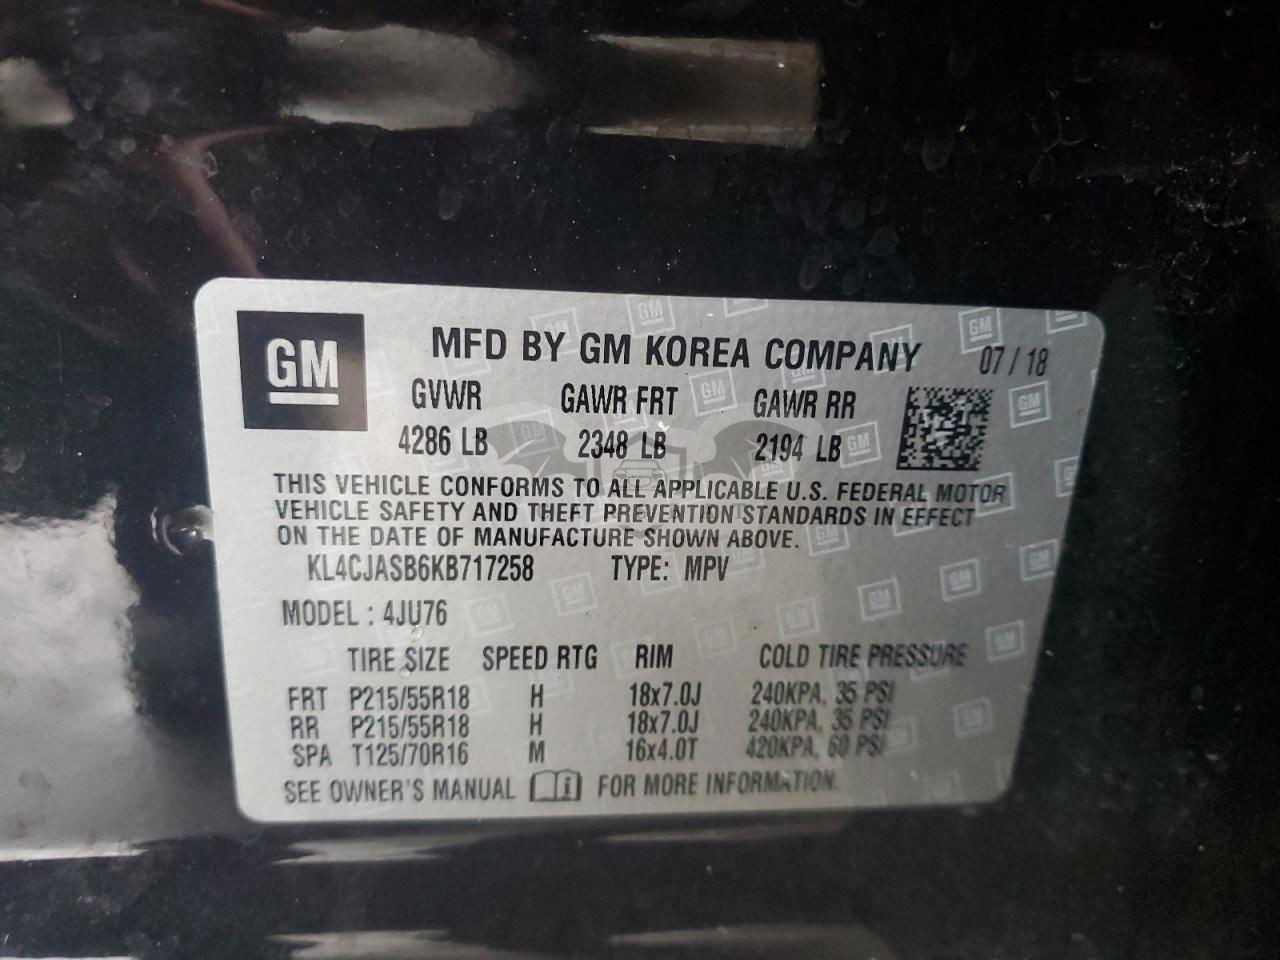 GM MFD BY GM KOREA COMPANY 07/18
GVWR GAWR FRT GAWR RR
4286 LB 2348 LB 2194 LB
THIS VEHICLE CONFORMS TO ALL APPLICABLE U.S. FEDERAL MOTOR
VEHICLE SAFETY AND THEFT PREVENTION STANDARDS IN EFFECT
ON THE DATE OF MANUFACTURE SHOWN ABOVE.
KL4CJASB6KB717258 TYPE: MPV
MODEL : 4JU76
TIRE SIZE SPEED RTG RIM COLD TIRE PRESSURE
FRT P215/55R18 H 18x7.0J 240KPA, 35 PSI
RR P215/55R18 H 18x7.0J 240KPA, 35 PSI
SPA T125/70R16 M 16x4.0T 420KPA, 60 PSI
SEE OWNER'S MANUAL i FOR MORE INFORMATION.